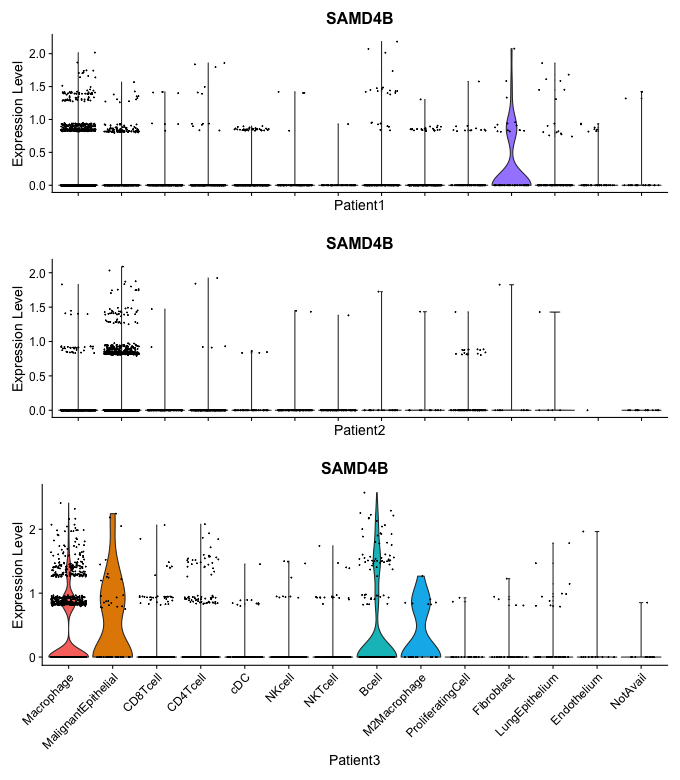 SAMD4B
Expression Level
2.0
1.5
1.0
0.5
0.0
Patient1
SAMD4B
Expression Level
2.0
1.5
1.0
0.5
0.0
Patient2
SAMD4B
Expression Level
2
1
0
Macrophage
MalignantEpithelial
CD8Tcell
CD4Tcell
cDC
NKcell
NKTcell
Bcell
M2Macrophage
ProliferatingCell
Fibroblast
LungEpithelium
Endothelium
NotAvail
Patient3